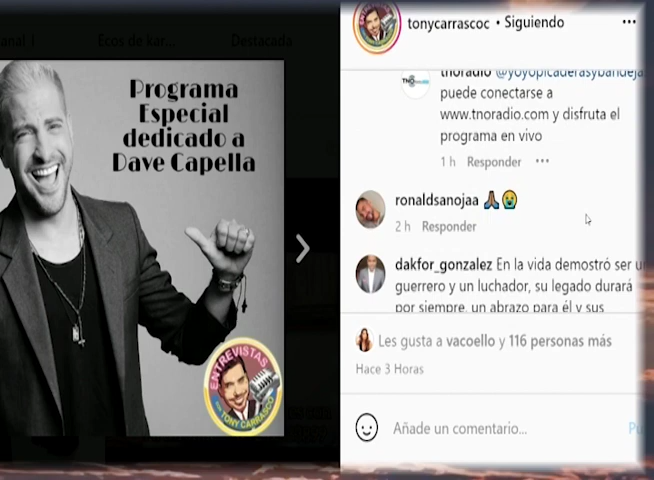 anal i
Ecos de kar...
Destacada
Programa
Especial
dedicado a
Dave Capella
ENTREVISTAS
TONY CARRASCO
tonycarrascoc • Siguiendo
•••
tnoradio @yoyopicaderasybandeja
puede conectarse a
www.tnoradio.com y disfruta el
programa en vivo
1 h Responder •••
ronaldsanojaa 🙏🏽😭
2 h Responder
dakfor_gonzalez En la vida demostró ser u
guerrero y un luchador, su legado durará
por siempre, un abrazo para él y sus
Les gusta a vacoello y 116 personas más
Hace 3 Horas
Añade un comentario...
Pu